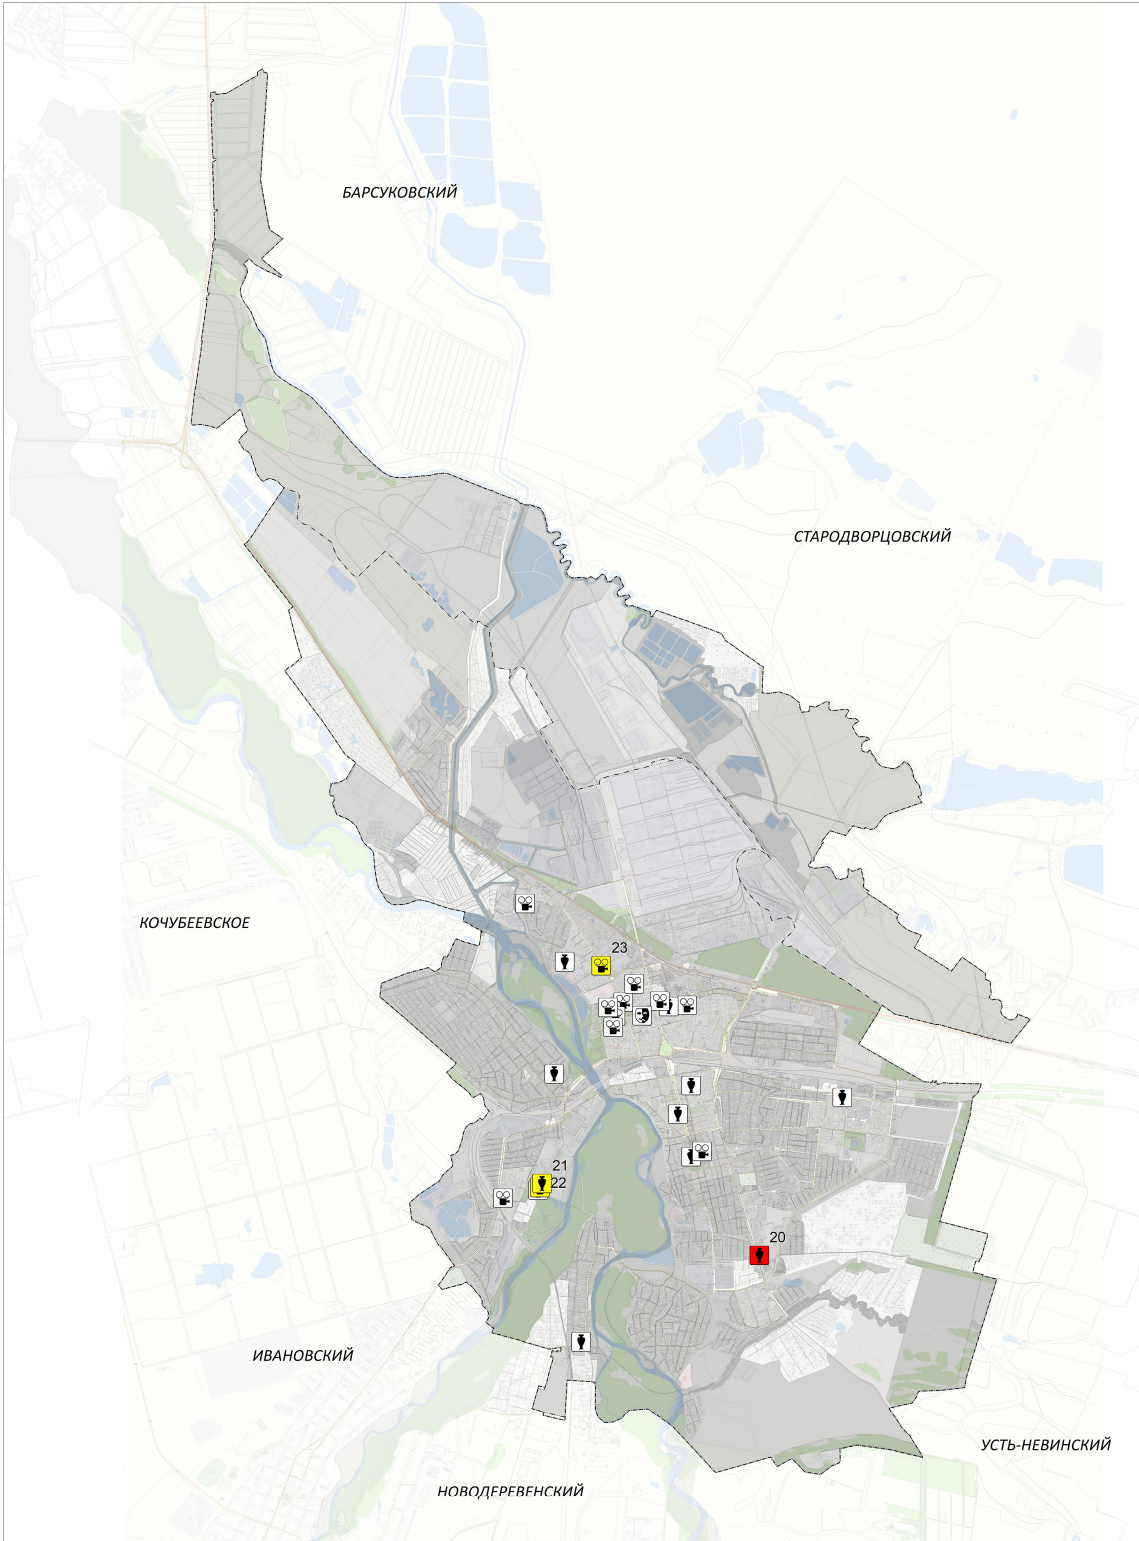 БАРСУКОВСКИЙ
СТАРОДВОРЦОВСКИЙ
КОЧУБЕЕВСКОЕ
23
21
22
20
ИВАНОВСКИЙ
УСТЬ-НЕВИНСКИЙ
НОВОДЕРЕВЕНСКИЙ